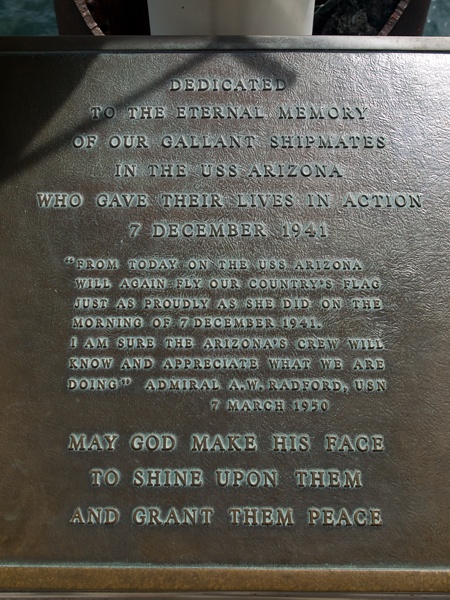 DEDICATED
TO THE ETERNAL MEMORY
OF OUR GALLANT SHIPMATES
IN THE USS ARIZONA
WHO GAVE THEIR LIVES IN ACTION
7 DECEMBER 1941
"FROM TODAY ON THE USS ARIZONA
WILL AGAIN FLY OUR COUNTRY'S FLAG
JUST AS PROUDLY AS SHE DID ON THE
MORNING OF 7 DECEMBER 1941.
I AM SURE THE ARIZONA'S CREW WILL
KNOW AND APPRECIATE WHAT WE ARE
DOING" ADMIRAL A.W. RADFORD, USN
7 MARCH 1950
MAY GOD MAKE HIS FACE
TO SHINE UPON THEM
AND GRANT THEM PEACE